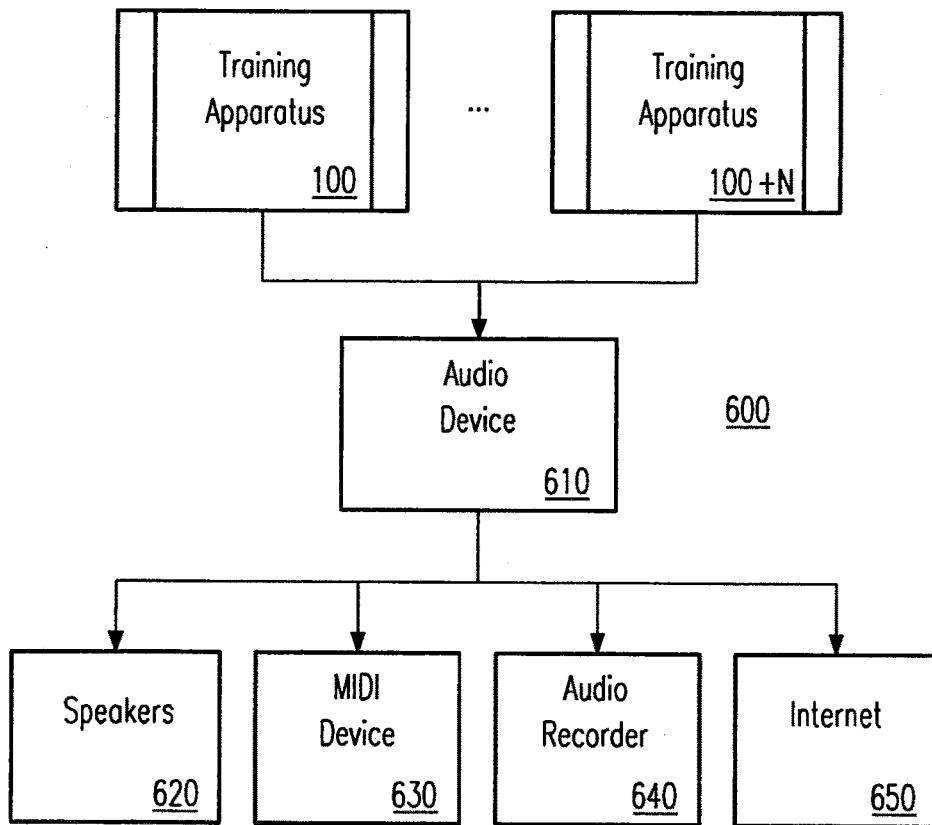 Training
Apparatus
100
...
Training
Apparatus
100 +N
Audio
Device
610
600
Speakers
620
MIDI
Device
630
Audio
Recorder
640
Internet
650